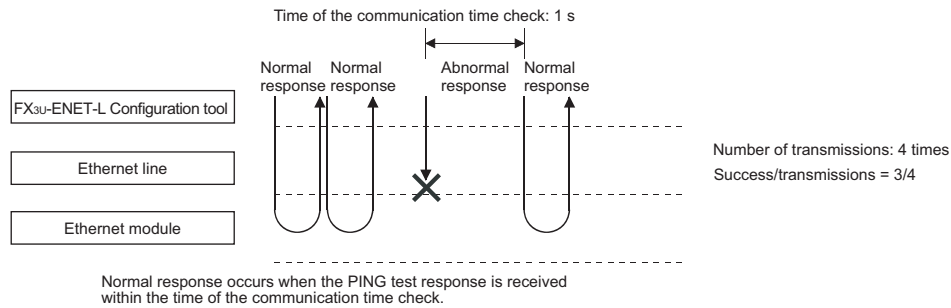 Time of the communication time check: 1 s
Normal response
Normal response
Abnormal response
Normal response
FX3U-ENET-L Configuration tool
Ethernet line
Ethernet module
Number of transmissions: 4 times
Success/transmissions = 3/4
Normal response occurs when the PING test response is received
within the time of the communication time check.